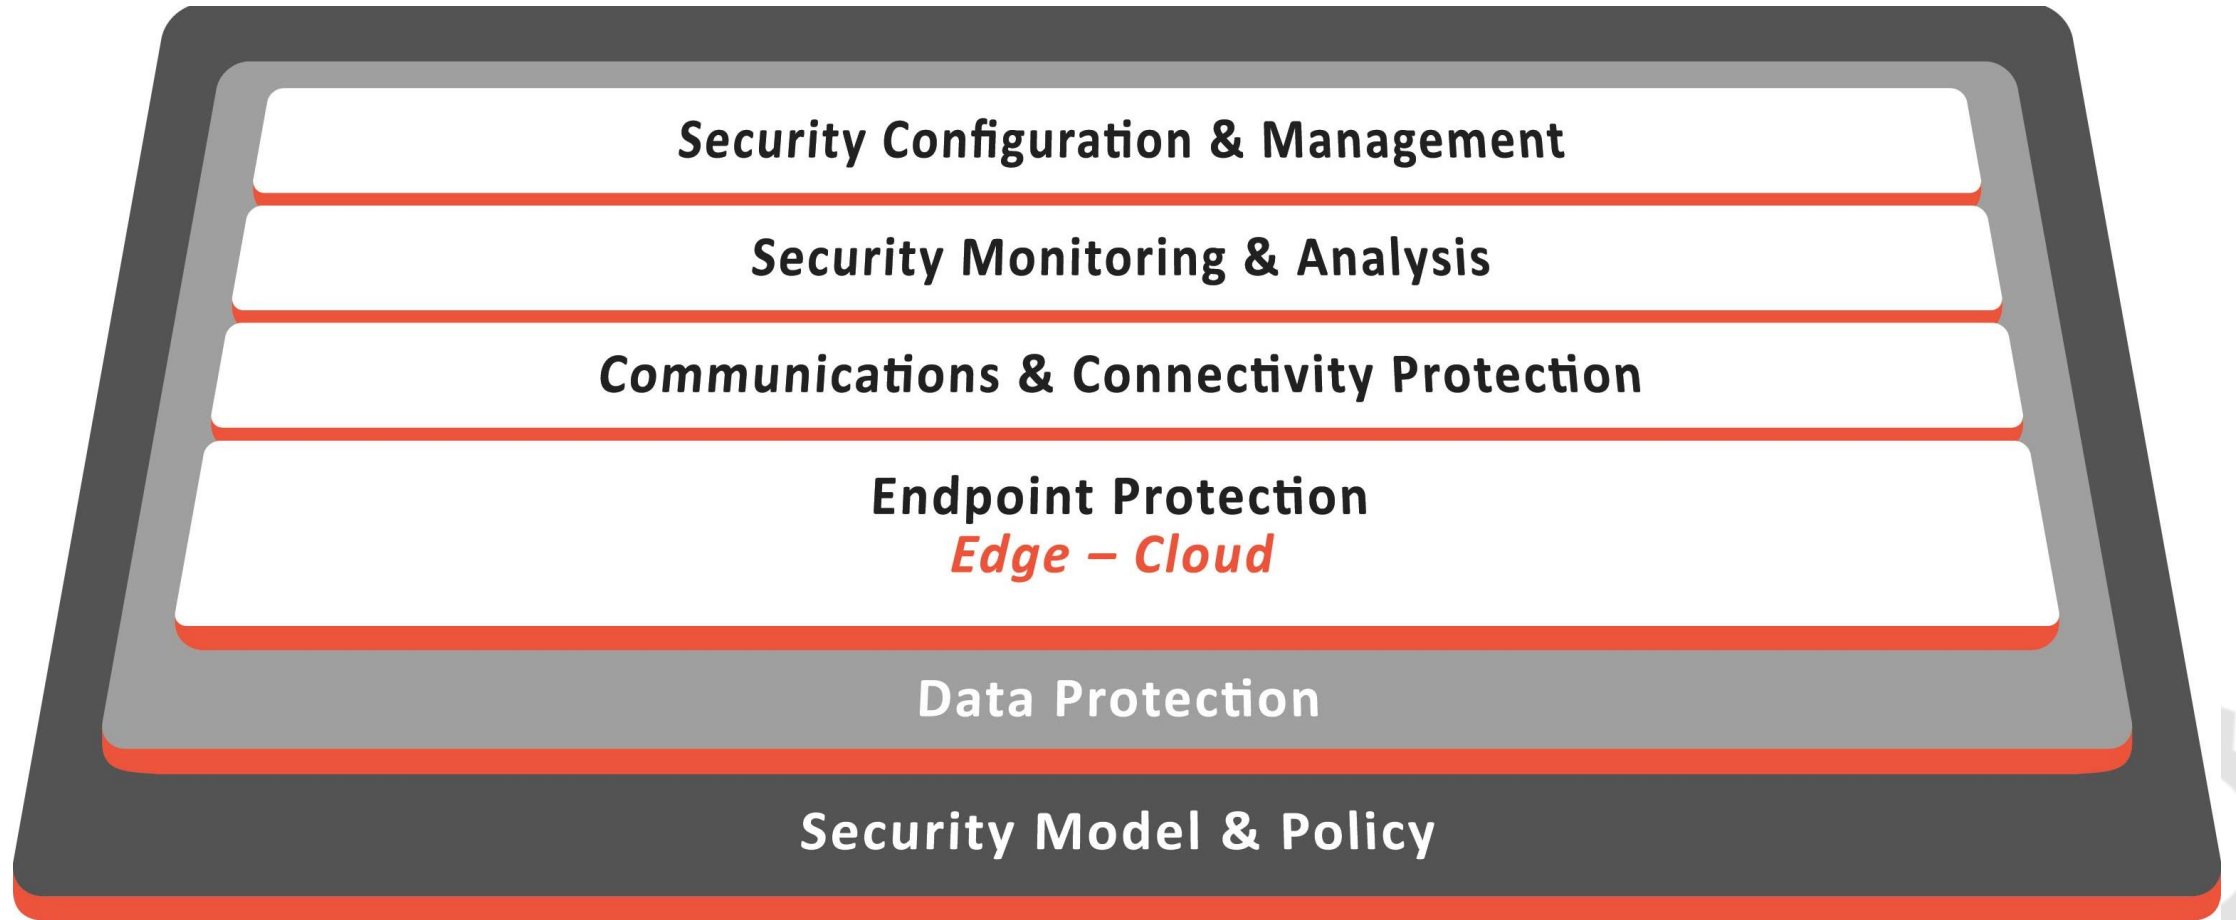 Security Configuration & Management
Security Monitoring & Analysis
Communications & Connectivity Protection
Endpoint Protection
Edge – Cloud
Data Protection
Security Model & Policy